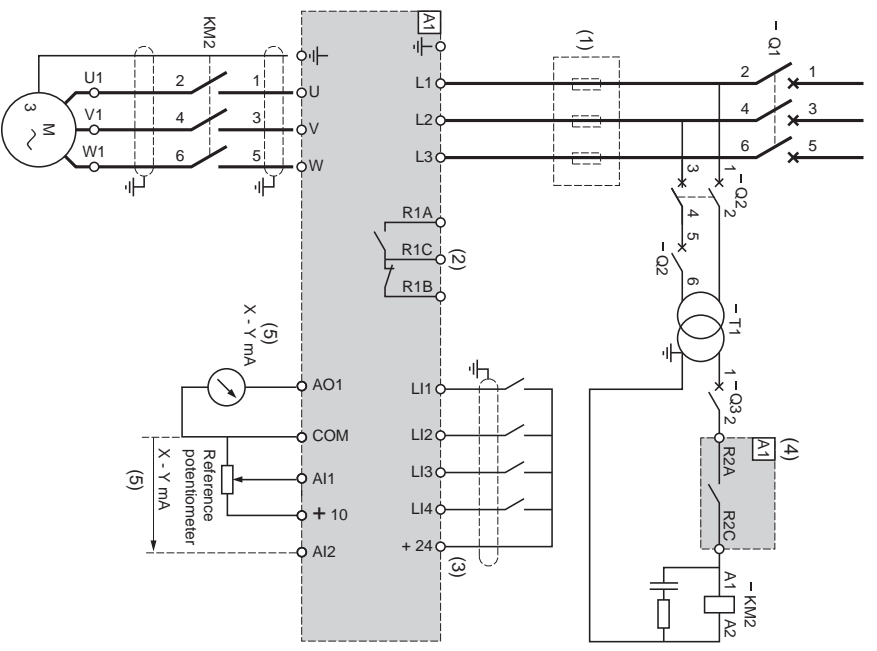 A1
(1)
– Q1
KM2
U1
2
1
U
L1
2
1
V1
4
3
V
L2
4
3
W1
6
5
W
L3
6
5
M
3
3
4
5
6
1
2
– Q2
– Q2
– T1
1
2
– Q3
(4)
A1
R2A
R2C
A1
A2
– KM2
R1A
R1C
(2)
R1B
(5)
X - Y mA
AO1
LI1
COM
LI2
AI1
LI3
+ 10
LI4
AI2
+ 24
(3)
Reference
potentiometer
X - Y mA
(5)